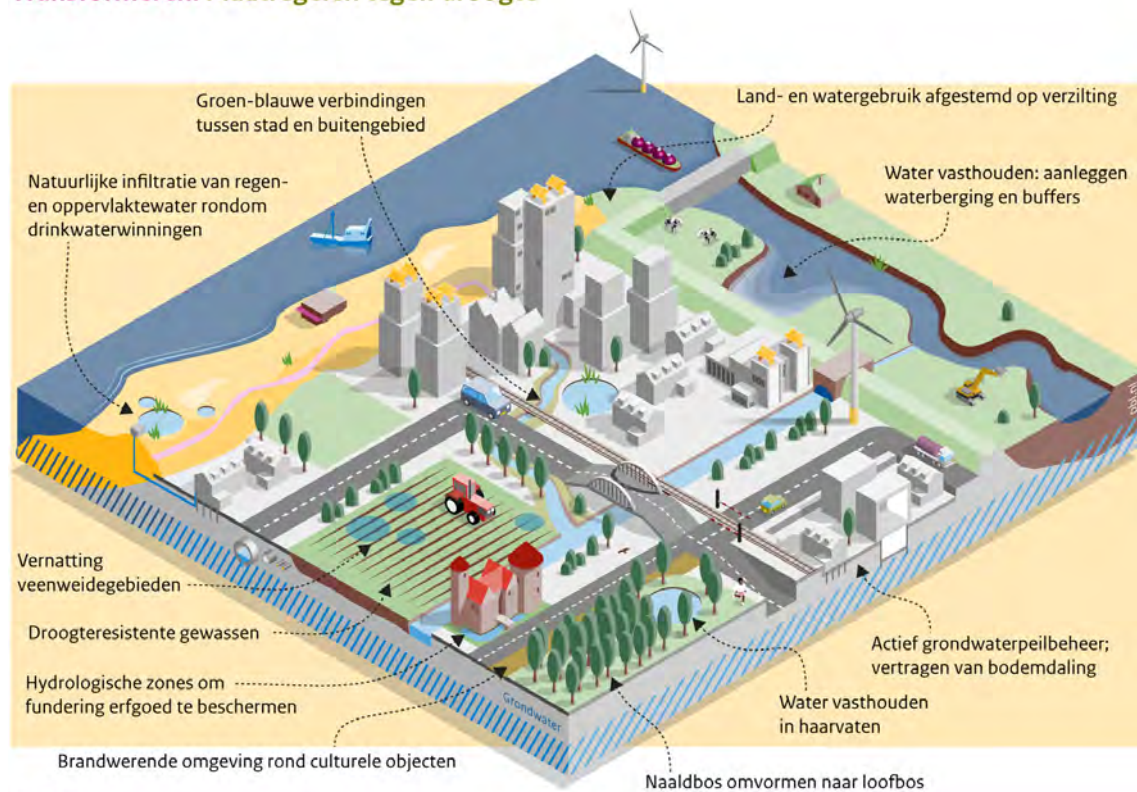 Groen-blauwe verbindingen
tussen stad en buitengebied
Land- en watergebruik afgestemd op verzilting
Natuurlijke infiltratie van regen-
en oppervlaktewater rondom
drinkwaterwinningen
Water vasthouden: aanleggen
waterberging en buffers
pbl.nl
Vernatting
veenweidegebieden
Droogteresistente gewassen
Hydrologische zones om
fundering erfgoed te beschermen
Grondwater
Actief grondwaterpeilbeheer;
vertragen van bodemdaling
Water vasthouden
in haarvaten
Brandwerende omgeving rond culturele objecten
Naaldbos omvormen naar loofbos